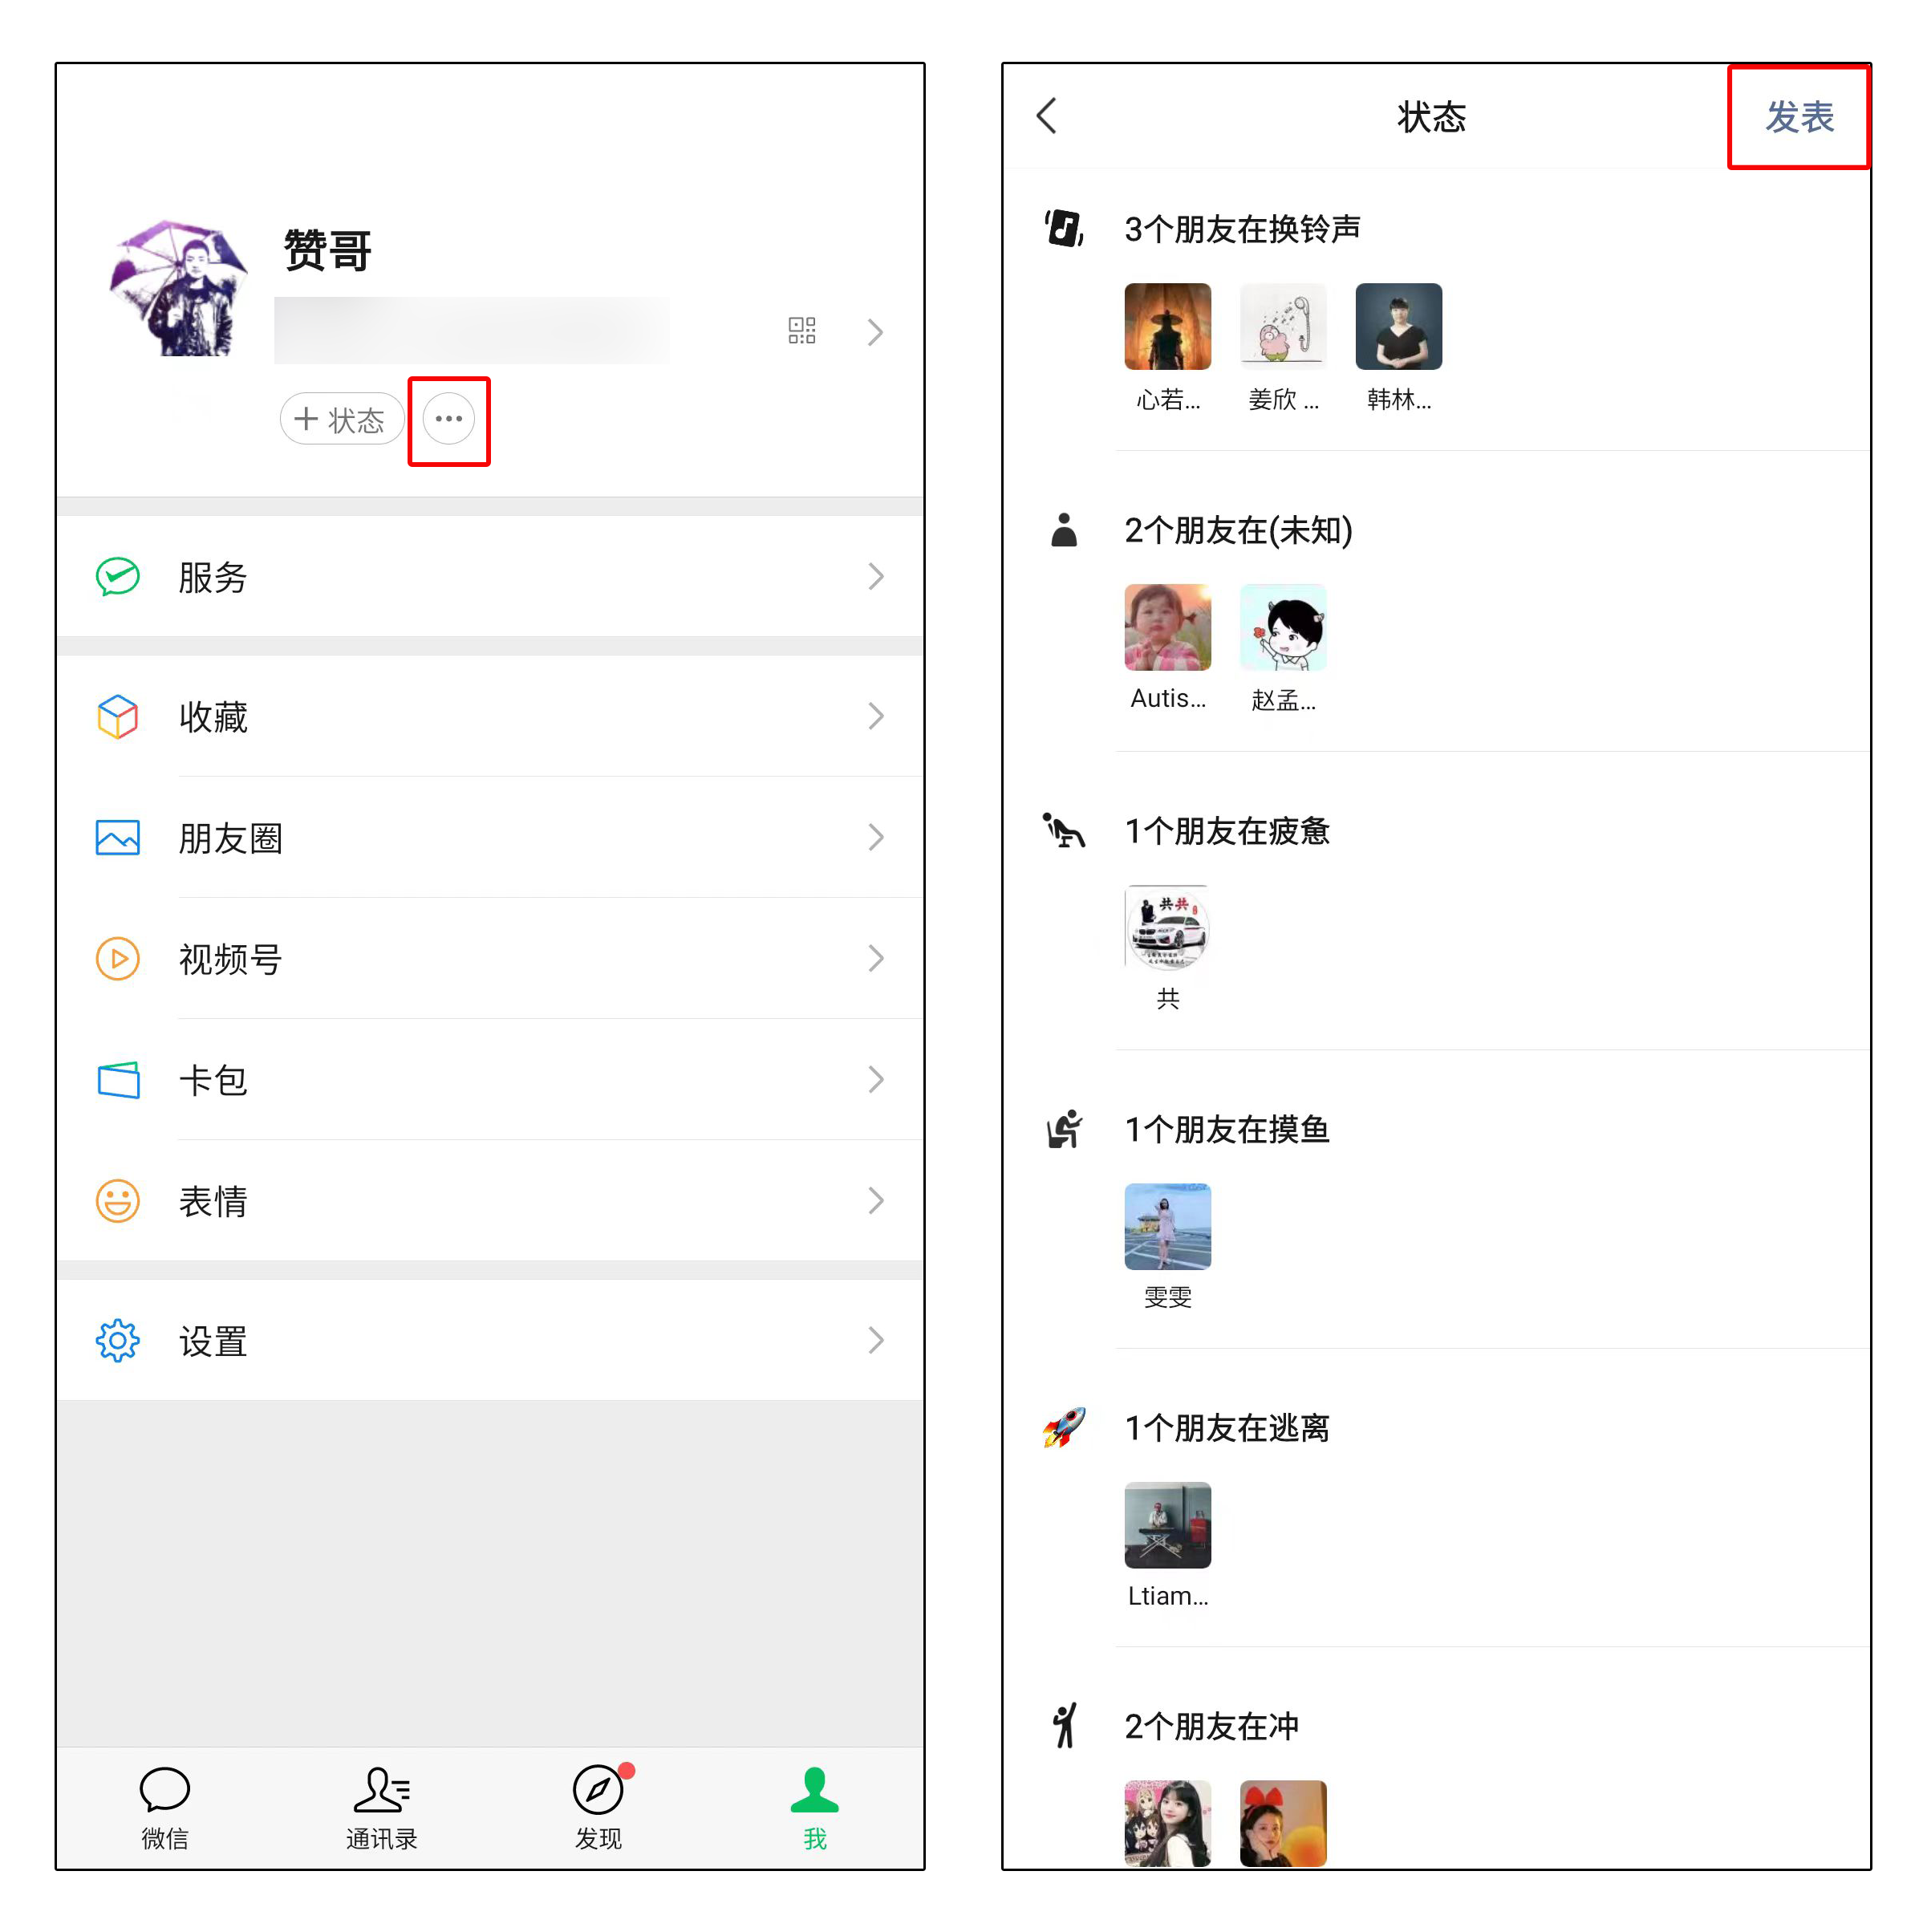 赞哥
状态
服务
收藏
朋友圈
视频号
卡包
表情
设置
微信
通讯录
发现
我
状态
发表
3个朋友在换铃声
心若...
姜欣 ...
韩林...
2个朋友在(未知)
Autis...
赵孟...
1个朋友在疲惫
共共
共
1个朋友在摸鱼
雯雯
1个朋友在逃离
Ltiam...
2个朋友在冲